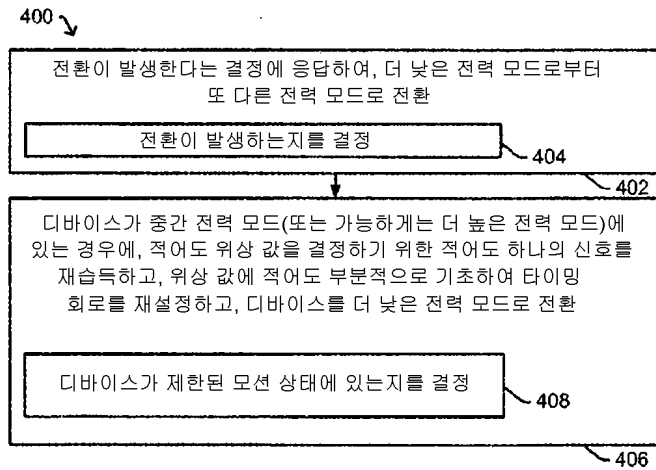 400
전환이 발생한다는 결정에 응답하여, 더 낮은 전력 모드로부터
또 다른 전력 모드로 전환
전환이 발생하는지를 결정
404
402
디바이스가 중간 전력 모드(또는 가능하게는 더 높은 전력 모드)에
있는 경우에, 적어도 위상 값을 결정하기 위한 적어도 하나의 신호를
재습득하고, 위상 값에 적어도 부분적으로 기초하여 타이밍
회로를 재설정하고, 디바이스를 더 낮은 전력 모드로 전환
디바이스가 제한된 모션 상태에 있는지를 결정
408
406